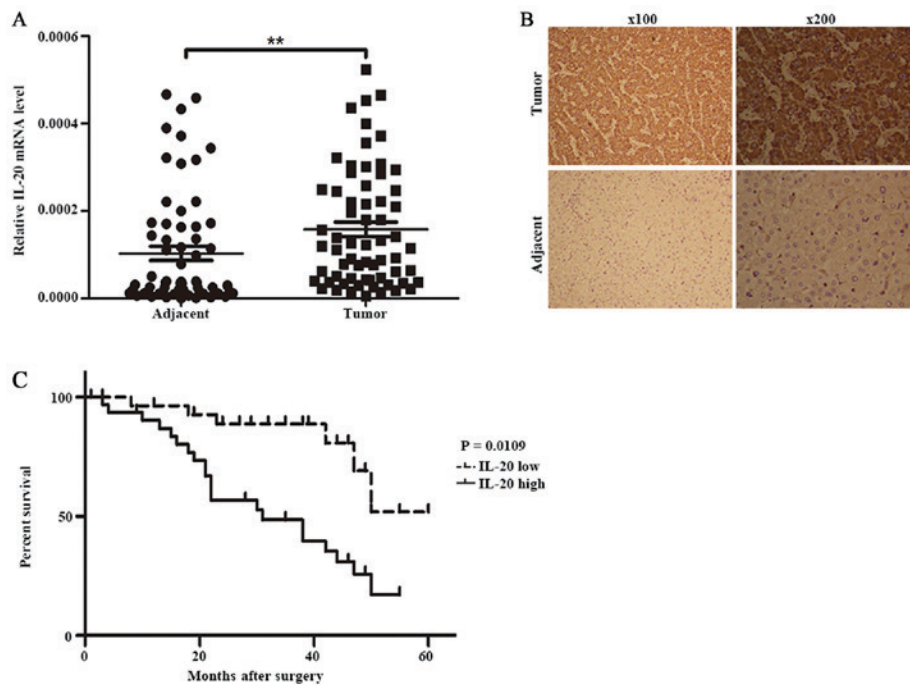 A
Relative IL-20 mRNA level
0.0006
0.0004
0.0002
0.0000
**
Adjacent
Tumor
B
x100
x200
Tumor
Adjacent
C
Percent survival
100
50
0
0
20
40
60
Months after surgery
P = 0.0109
IL-20 low
IL-20 high